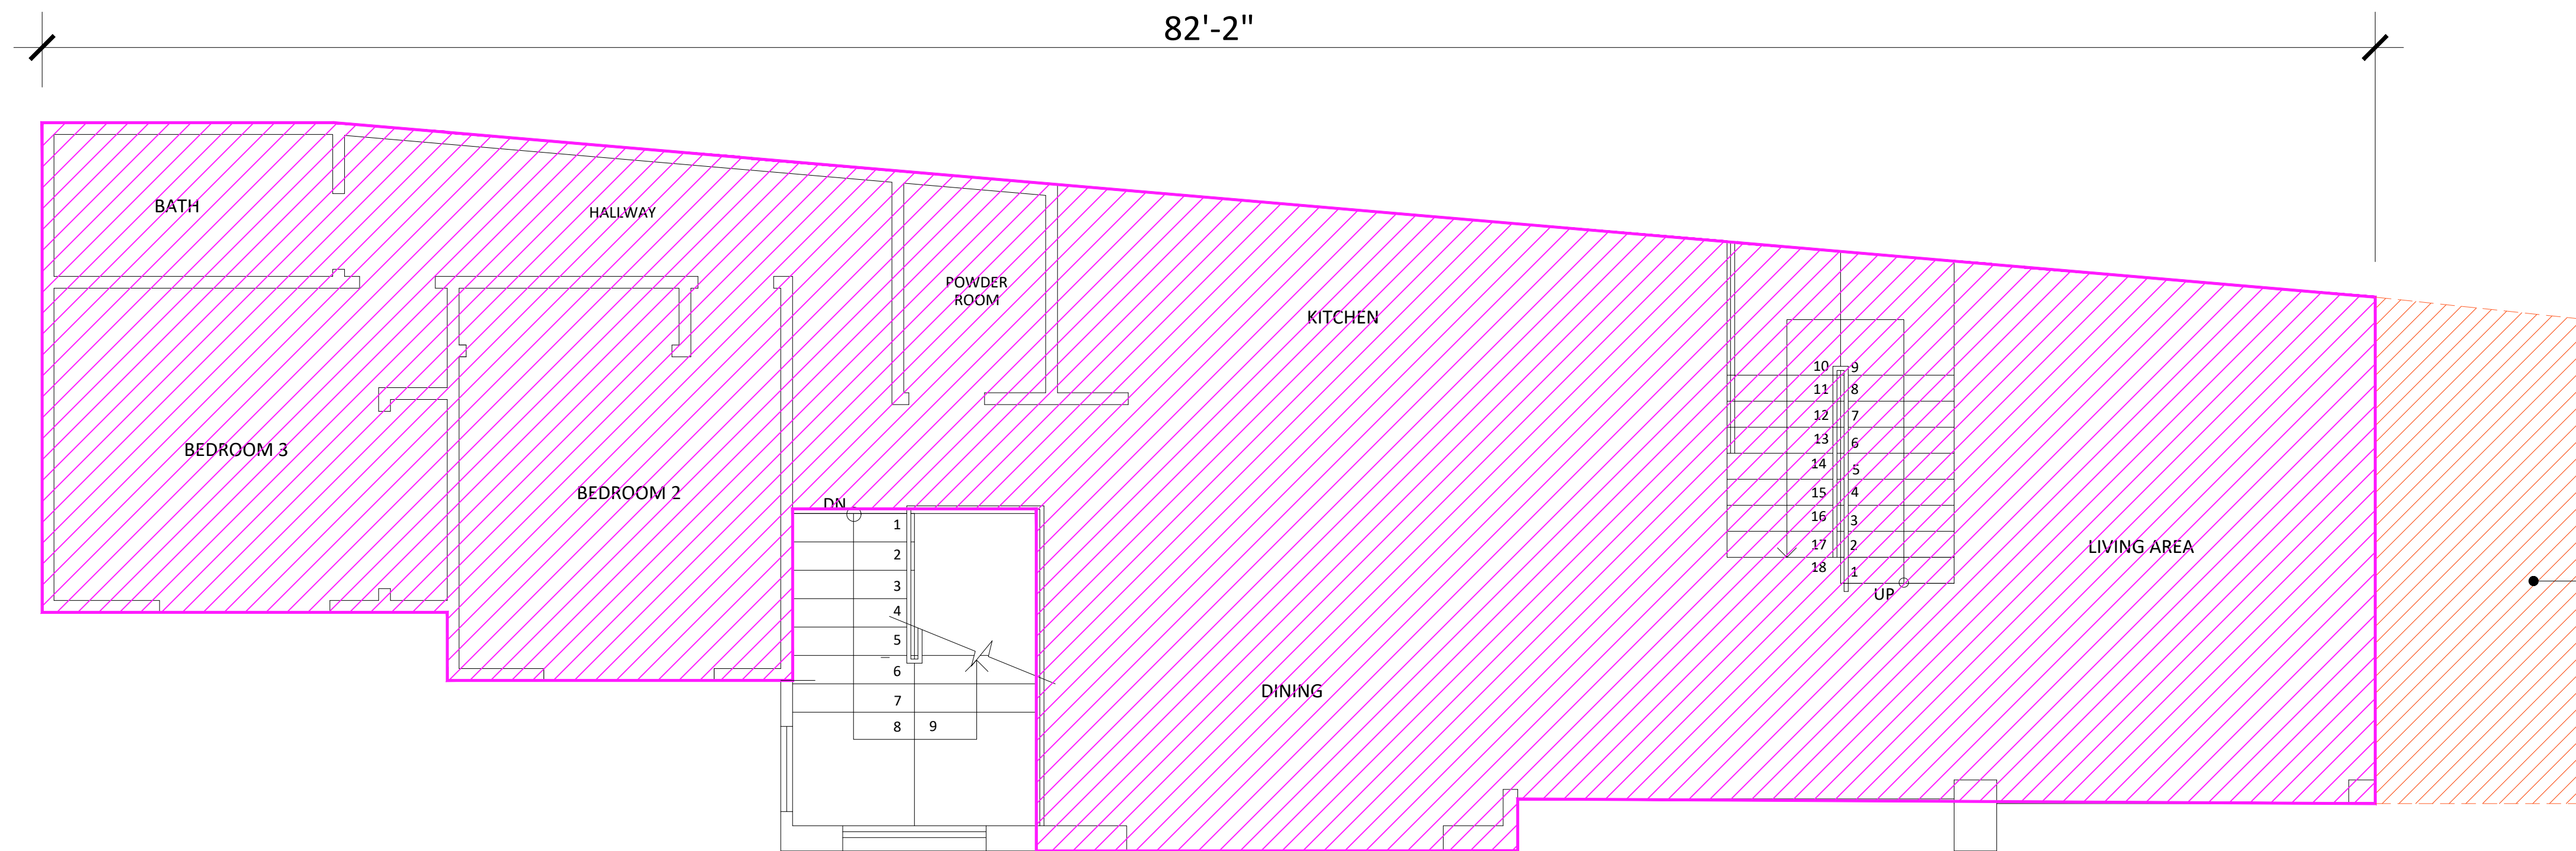 82'-2"
BATH
HALLWAY
POWDER
ROOM
KITCHEN
BEDROOM 3
BEDROOM 2
DN
1
2
3
4
5
6
7
8 9
10 9
11 8
12 7
13 6
14 5
15 4
16 3
17 2
18 1
UP
LIVING AREA
DINING